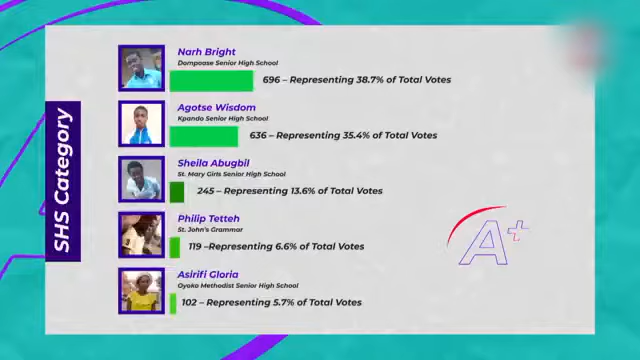 SHS Category
Narh Bright
Dompoase Senior High School
696 – Representing 38.7% of Total Votes
Agotse Wisdom
Kpando Senior High School
636 – Representing 35.4% of Total Votes
Sheila Abugbil
St. Mary Girls Senior High School
245 – Representing 13.6% of Total Votes
Philip Tetteh
St. John's Grammar
119 –Representing 6.6% of Total Votes
Asirifi Gloria
Oyoko Methodist Senior High School
102 – Representing 5.7% of Total Votes
A+